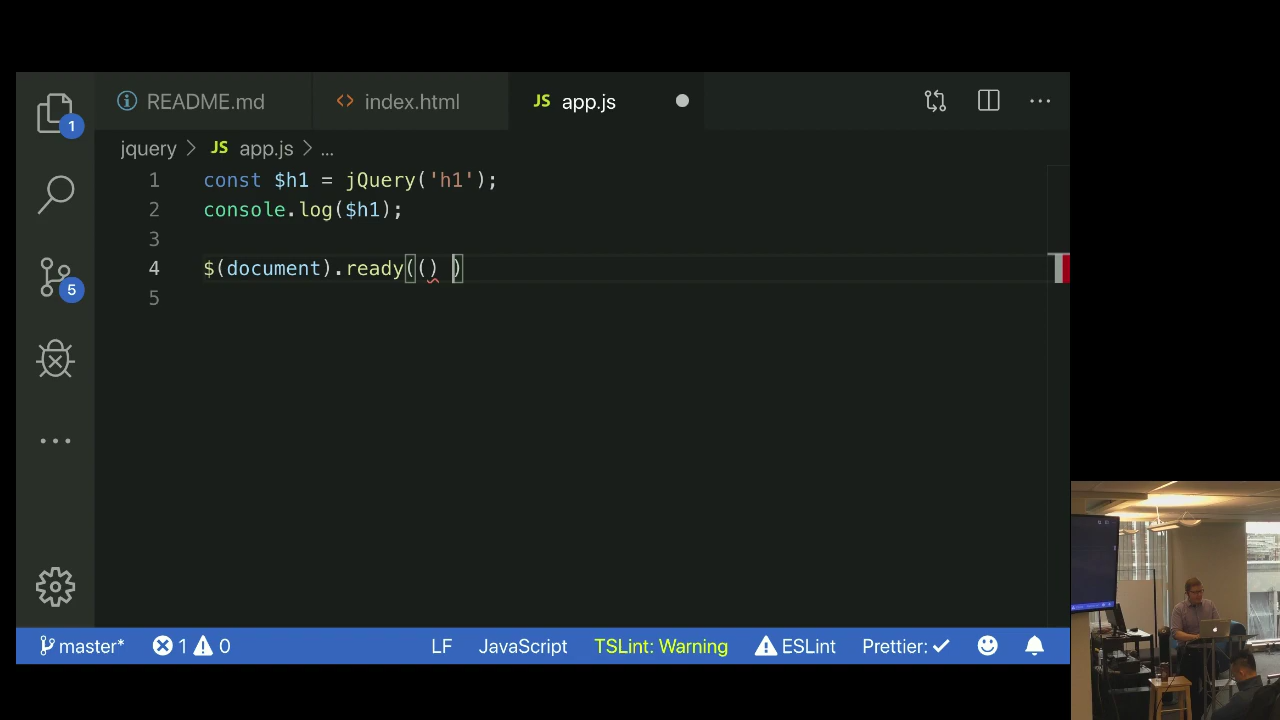 README.md
index.html
JS app.js
1
jquery > JS app.js > ...
1 const $h1 = jQuery('h1');
2 console.log($h1);
3
4 $(document).ready(() )
5
5
master* 1 0 LF JavaScript TSLint: Warning ESLint Prettier: